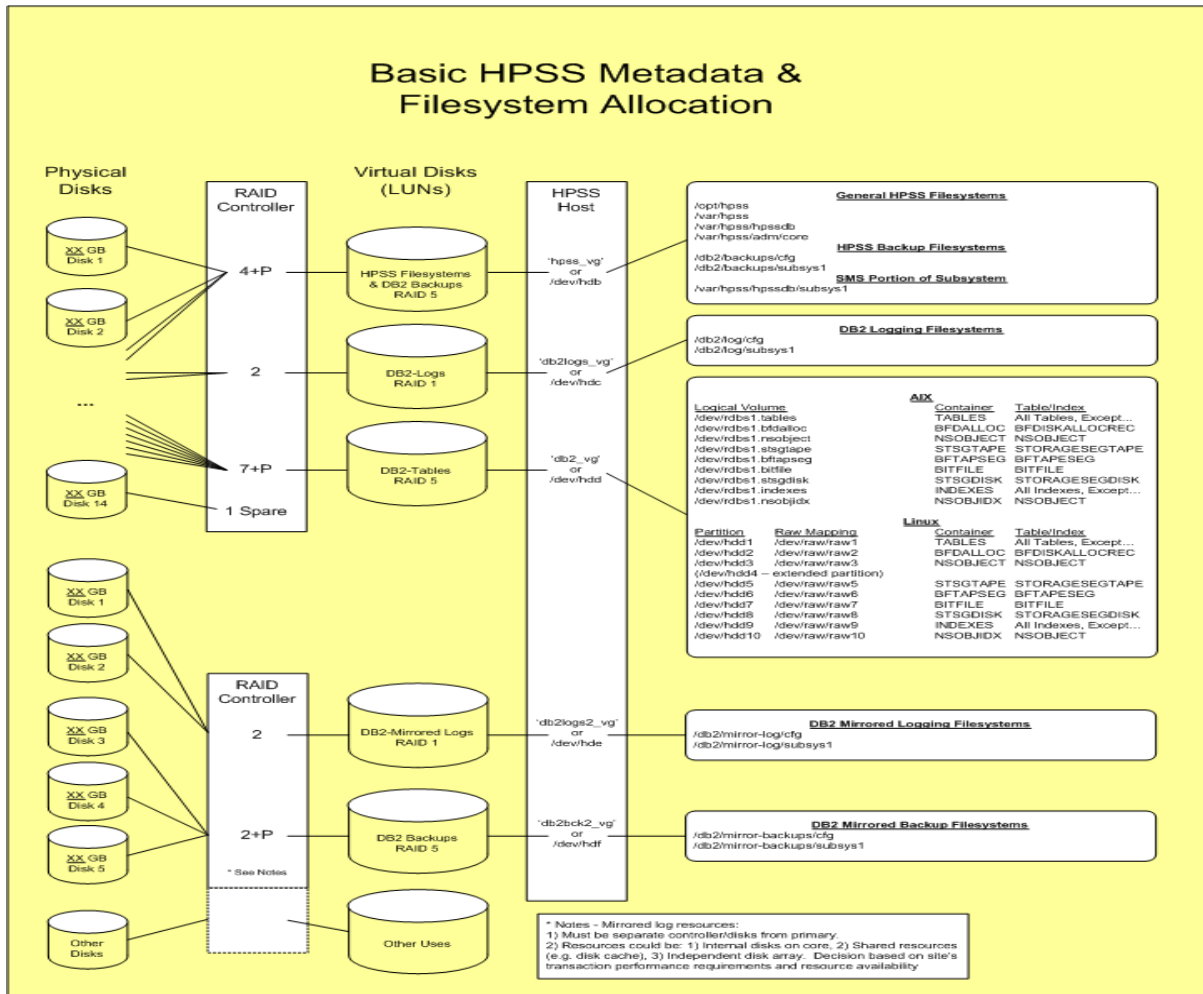 Basic HPSS Metadata &
Filesystem Allocation
Physical
Disks
RAID
Controller
Virtual Disks
(LUNs)
HPSS
Host
XX GB
Disk 1
XX GB
Disk 2
...
XX GB
Disk 14
4+P
2
7+P
1 Spare
HPSS Filesystems
& DB2 Backups
RAID 5
DB2-Logs
RAID 1
DB2-Tables
RAID 5
'hpss_vg'
or
/dev/hdb
'db2logs_vg'
or
/dev/hdc
'db2_vg'
or
/dev/hdd
General HPSS Filesystems
/opt/hpss
/var/hpss
/var/hpss/hpssdb
/var/hpss/adm/core
HPSS Backup Filesystems
/db2/backups/cfg
/db2/backups/subsys1
SMS Portion of Subsystem
/var/hpss/hpssdb/subsys1
DB2 Logging Filesystems
/db2/log/cfg
/db2/log/subsys1
AIX
Logical Volume Container Table/Index
/dev/rdbs1.tables TABLES All Tables, Except...
/dev/rdbs1.bfdalloc BFDALLOC BFDISKALLOCREC
/dev/rdbs1.nsobject NSOBJECT NSOBJECT
/dev/rdbs1.stsgtape STSGTAPE STORAGESEGTAPE
/dev/rdbs1.bftapseg BFTAPSEG BFTAPESEG
/dev/rdbs1.bitfile BITFILE BITFILE
/dev/rdbs1.stsgdisk STSGDISK STORAGESEGDISK
/dev/rdbs1.indexes INDEXES All Indexes, Except...
/dev/rdbs1.nsobjidx NSOBJIDX NSOBJECT
Linux
Partition Raw Mapping Container Table/Index
/dev/hdd1 /dev/raw/raw1 TABLES All Tables, Except...
/dev/hdd2 /dev/raw/raw2 BFDALLOC BFDISKALLOCREC
/dev/hdd3 /dev/raw/raw3 NSOBJECT NSOBJECT
(/dev/hdd4 – extended partition)
/dev/hdd5 /dev/raw/raw5 STSGTAPE STORAGESEGTAPE
/dev/hdd6 /dev/raw/raw6 BFTAPSEG BFTAPESEG
/dev/hdd7 /dev/raw/raw7 BITFILE BITFILE
/dev/hdd8 /dev/raw/raw8 STSGDISK STORAGESEGDISK
/dev/hdd9 /dev/raw/raw9 INDEXES All Indexes, Except...
/dev/hdd10 /dev/raw/raw10 NSOBJIDX NSOBJECT
XX GB
Disk 1
XX GB
Disk 2
XX GB
Disk 3
XX GB
Disk 4
XX GB
Disk 5
Other
Disks
RAID
Controller
2
2+P
* See Notes
DB2-Mirrored Logs
RAID 1
DB2 Backups
RAID 5
Other Uses
'db2logs2_vg'
or
/dev/hde
'db2bck2_vg'
or
/dev/hdf
DB2 Mirrored Logging Filesystems
/db2/mirror-log/cfg
/db2/mirror-log/subsys1
DB2 Mirrored Backup Filesystems
/db2/mirror-backups/cfg
/db2/mirror-backups/subsys1
* Notes - Mirrored log resources:
1) Must be separate controller/disks from primary.
2) Resources could be: 1) Internal disks on core, 2) Shared resources
(e.g. disk cache), 3) Independent disk array. Decision based on site's
transaction performance requirements and resource availability